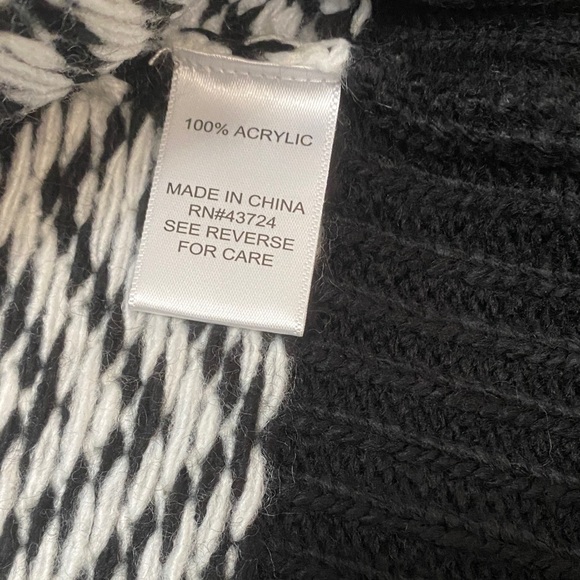 100% ACRYLIC
MADE IN CHINA
RN#43724
SEE REVERSE
FOR CARE